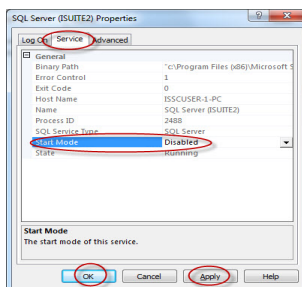 SQL Server (ISUITE2) Properties
Log On Service Advanced
General
Binary Path "c:\Program Files (x86)\Microsoft S
Error Control 1
Exit Code 0
Host Name ISSCUSER-1-PC
Name SQL Server (ISUITE2)
Process ID 2488
SQL Service Type SQL Server
Start Mode Disabled
State Running
Start Mode
The start mode of this service.
OK Cancel Apply Help